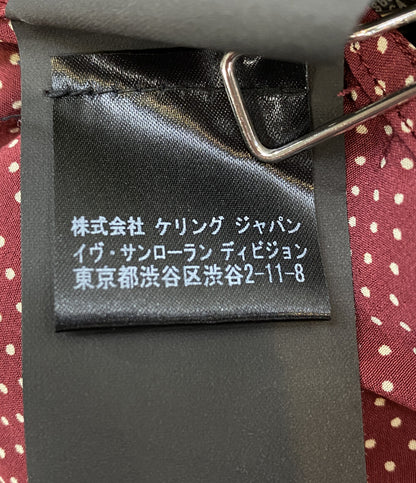 株式会社 ケリング ジャパン
イヴ・サンローラン ディビジョン
東京都渋谷区渋谷2-11-8